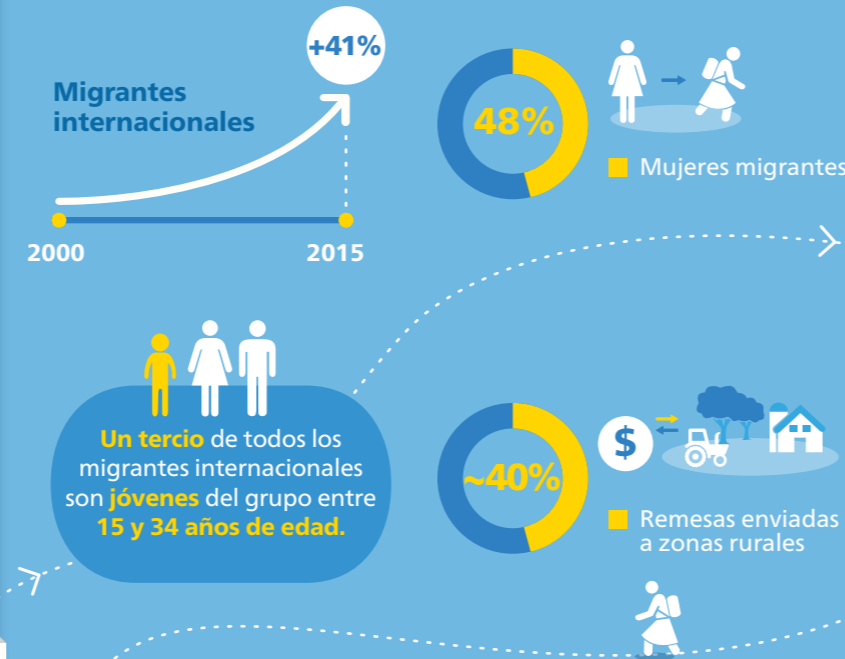 +41%
Migrantes
internacionales
2000
2015
48%
Mujeres migrantes
Un tercio de todos los
migrantes internacionales
son jóvenes del grupo entre
15 y 34 años de edad.
~40%
$
Remesas enviadas
a zonas rurales